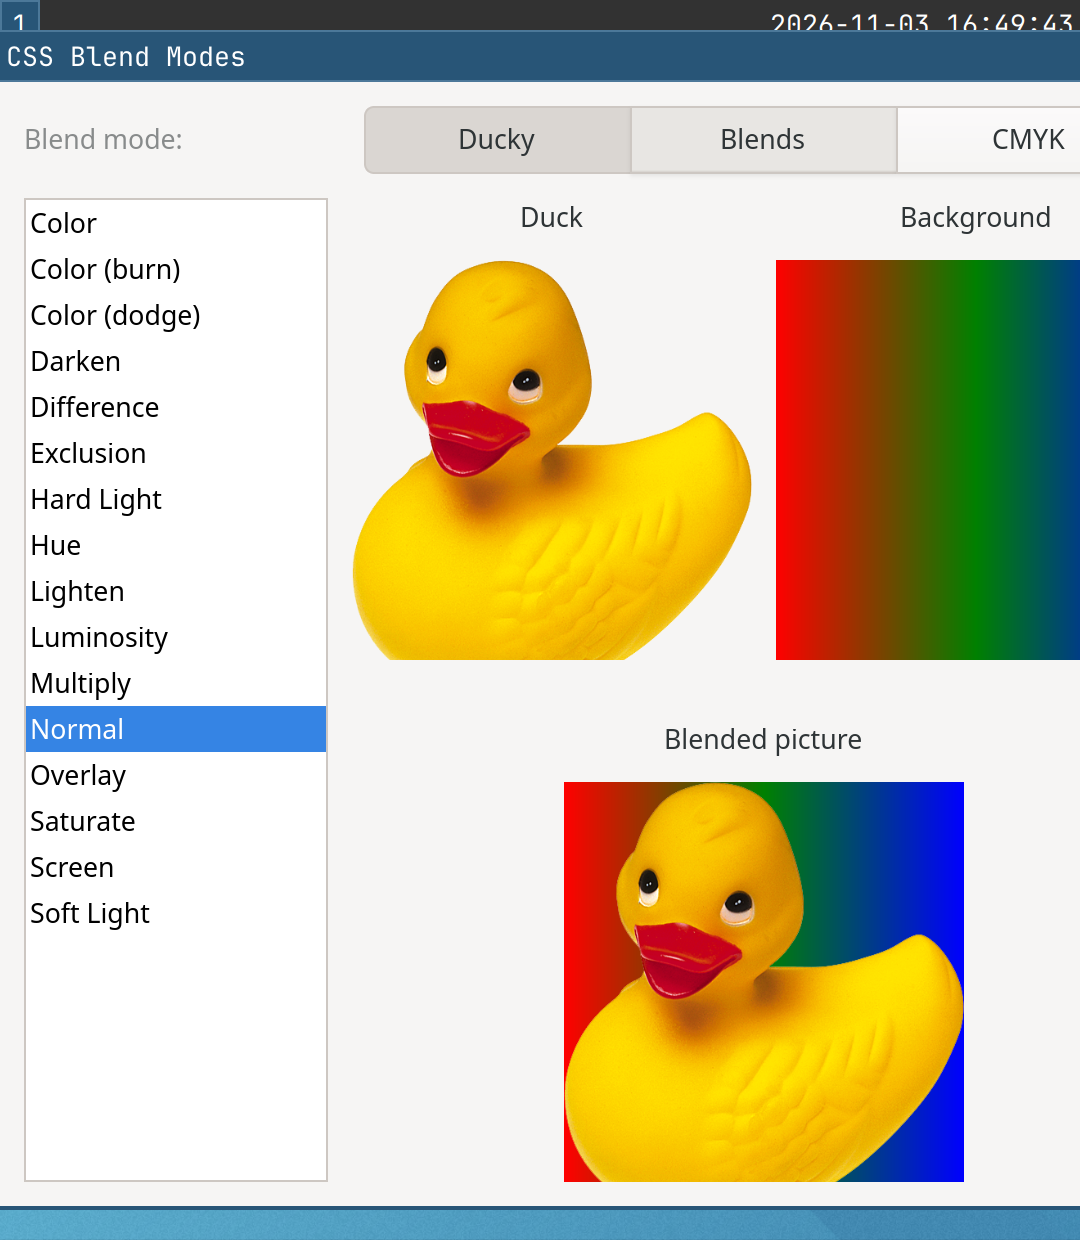 1
2026-11-03 16:49:43
CSS Blend Modes
Blend mode:
Ducky
Blends
CMYK
Color
Color (burn)
Color (dodge)
Darken
Difference
Exclusion
Hard Light
Hue
Lighten
Luminosity
Multiply
Normal
Overlay
Saturate
Screen
Soft Light
Duck
Background
Blended picture